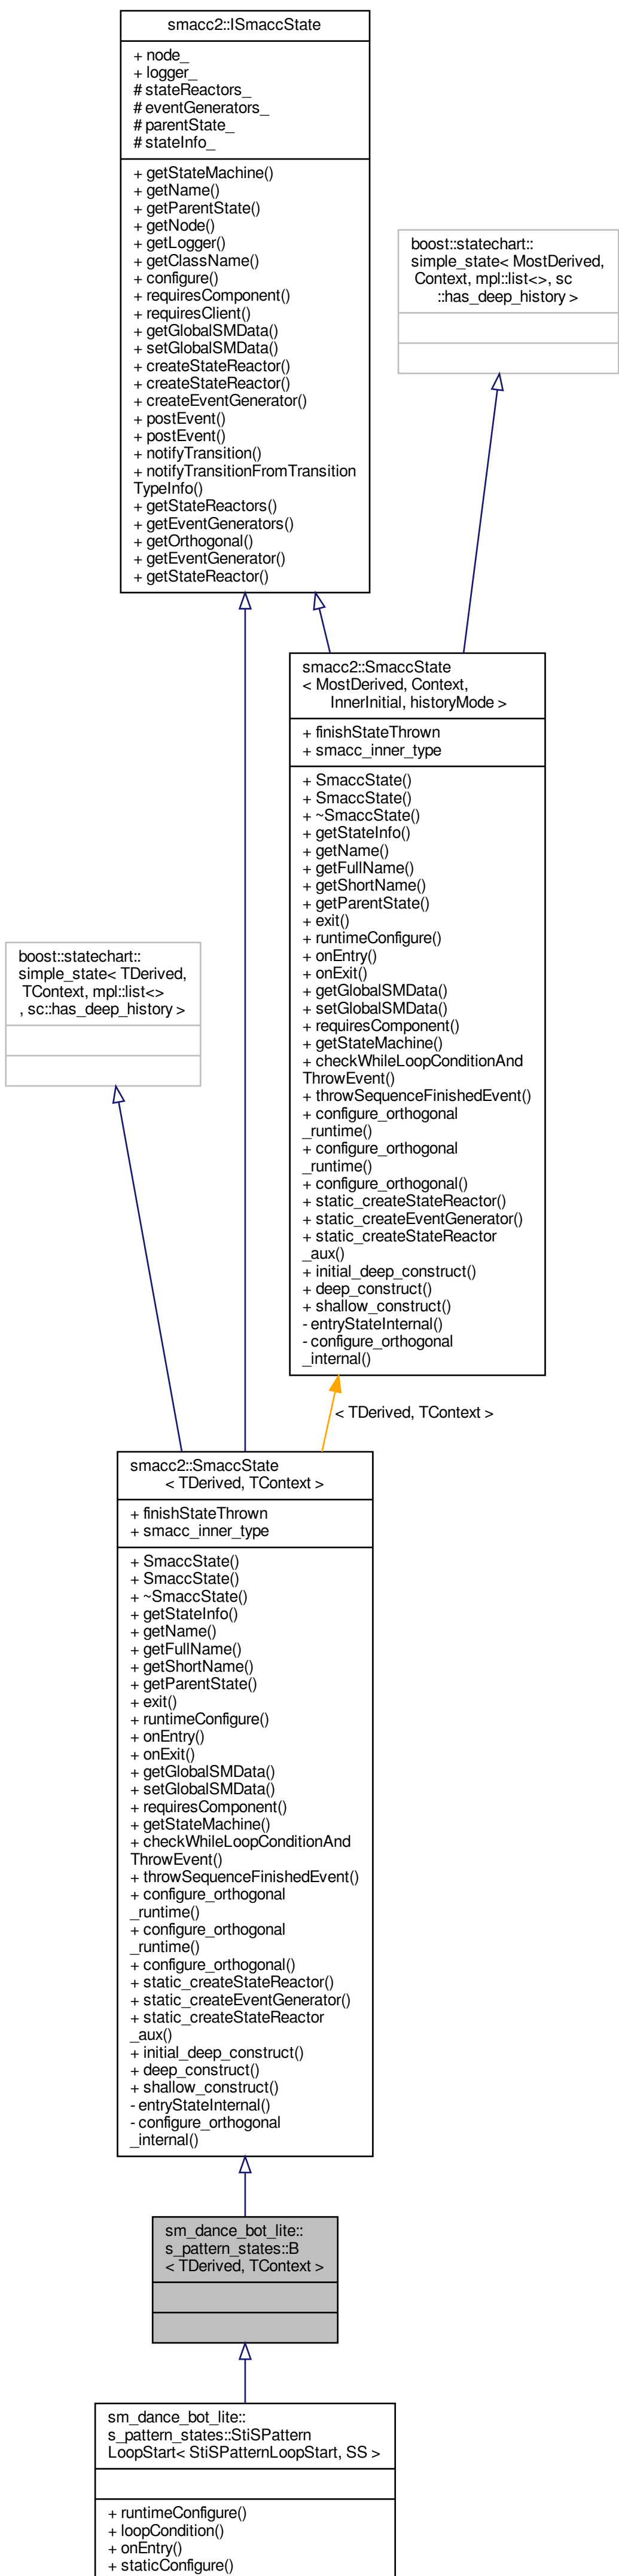 smacc2::ISmaccState
+ node_
+ logger_
# stateReactors_
# eventGenerators_
# parentState_
# stateInfo_
+ getStateMachine()
+ getName()
+ getParentState()
+ getNode()
+ getLogger()
+ getClassName()
+ configure()
+ requiresComponent()
+ requiresClient()
+ getGlobalSMData()
+ setGlobalSMData()
+ createStateReactor()
+ createStateReactor()
+ createEventGenerator()
+ postEvent()
+ postEvent()
+ notifyTransition()
+ notifyTransitionFromTransition
TypeInfo()
+ getStateReactors()
+ getEventGenerators()
+ getOrthogonal()
+ getEventGenerator()
+ getStateReactor()
boost::statechart::
simple_state< MostDerived,
Context, mpl::list<>, sc
::has_deep_history >
smacc2::SmaccState
< MostDerived, Context,
InnerInitial, historyMode >
+ finishStateThrown
+ smacc_inner_type
+ SmaccState()
+ SmaccState()
+ ~SmaccState()
+ getStateInfo()
+ getName()
+ getFullName()
+ getShortName()
+ getParentState()
+ exit()
+ runtimeConfigure()
+ onEntry()
+ onExit()
+ getGlobalSMData()
+ setGlobalSMData()
+ requiresComponent()
+ getStateMachine()
+ checkWhileLoopConditionAnd
ThrowEvent()
+ throwSequenceFinishedEvent()
+ configure_orthogonal
_runtime()
+ configure_orthogonal
_runtime()
+ configure_orthogonal()
+ static_createStateReactor()
+ static_createEventGenerator()
+ static_createStateReactor
_aux()
+ initial_deep_construct()
+ deep_construct()
+ shallow_construct()
- entryStateInternal()
- configure_orthogonal
_internal()
boost::statechart::
simple_state< TDerived,
TContext, mpl::list<>
, sc::has_deep_history >
< TDerived, TContext >
smacc2::SmaccState
< TDerived, TContext >
+ finishStateThrown
+ smacc_inner_type
+ SmaccState()
+ SmaccState()
+ ~SmaccState()
+ getStateInfo()
+ getName()
+ getFullName()
+ getShortName()
+ getParentState()
+ exit()
+ runtimeConfigure()
+ onEntry()
+ onExit()
+ getGlobalSMData()
+ setGlobalSMData()
+ requiresComponent()
+ getStateMachine()
+ checkWhileLoopConditionAnd
ThrowEvent()
+ throwSequenceFinishedEvent()
+ configure_orthogonal
_runtime()
+ configure_orthogonal
_runtime()
+ configure_orthogonal()
+ static_createStateReactor()
+ static_createEventGenerator()
+ static_createStateReactor
_aux()
+ initial_deep_construct()
+ deep_construct()
+ shallow_construct()
- entryStateInternal()
- configure_orthogonal
_internal()
sm_dance_bot_lite::
s_pattern_states::B
< TDerived, TContext >
sm_dance_bot_lite::
s_pattern_states::StiSPattern
LoopStart< StiSPatternLoopStart, SS >
+ runtimeConfigure()
+ loopCondition()
+ onEntry()
+ staticConfigure()